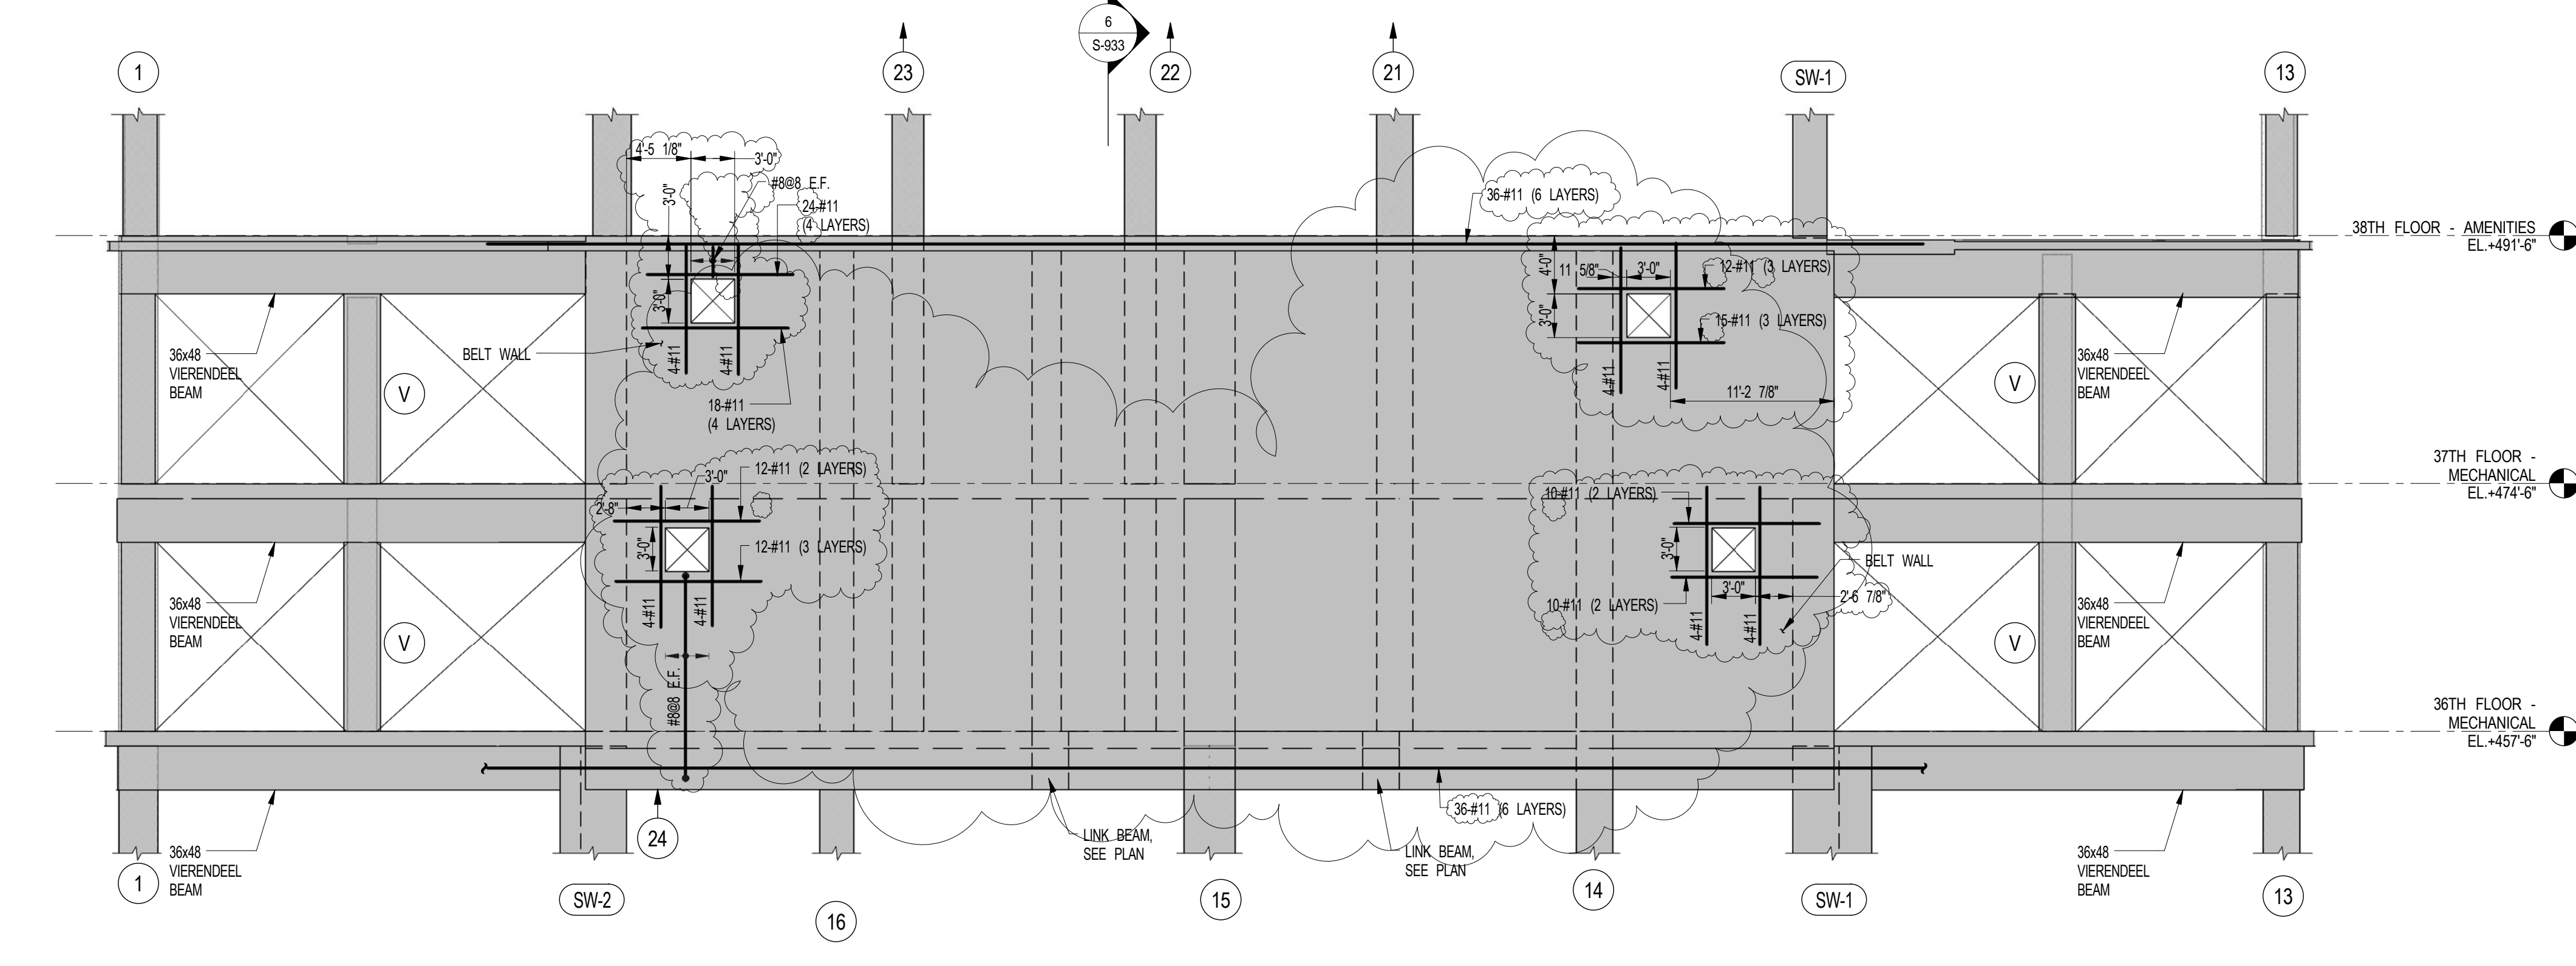 6
S-933
1
23
22
21
SW-1
13
4'-5 1/8"
3'-0"
3'-0"
#8@8 E.F.
24-#11
(4 LAYERS)
36-#11 (6 LAYERS)
38TH FLOOR - AMENITIES
EL.+491'-6"
4'-0"
11 5/8"
3'-0"
12-#11 (3 LAYERS)
3'-0"
3'-0"
15-#11 (3 LAYERS)
36x48
VIERENDEEL
BEAM
BELT WALL
4-#11
4-#11
4-#11
4-#11
11'-2 7/8"
36x48
VIERENDEEL
BEAM
V
V
18-#11
(4 LAYERS)
37TH FLOOR -
MECHANICAL
EL.+474'-6"
12-#11 (2 LAYERS)
3'-0"
2'-8"
10-#11 (2 LAYERS)
3'-0"
12-#11 (3 LAYERS)
3'-0"
BELT WALL
36x48
VIERENDEEL
BEAM
V
4-#11
4-#11
3'-0"
2'-6 7/8"
10-#11 (2 LAYERS)
4-#11
4-#11
V
36x48
VIERENDEEL
BEAM
#8@8 E.F.
36TH FLOOR -
MECHANICAL
EL.+457'-6"
36-#11 (6 LAYERS)
24
LINK BEAM,
SEE PLAN
LINK BEAM,
SEE PLAN
36x48
VIERENDEEL
BEAM
36x48
VIERENDEEL
BEAM
1
SW-2
16
15
14
SW-1
13